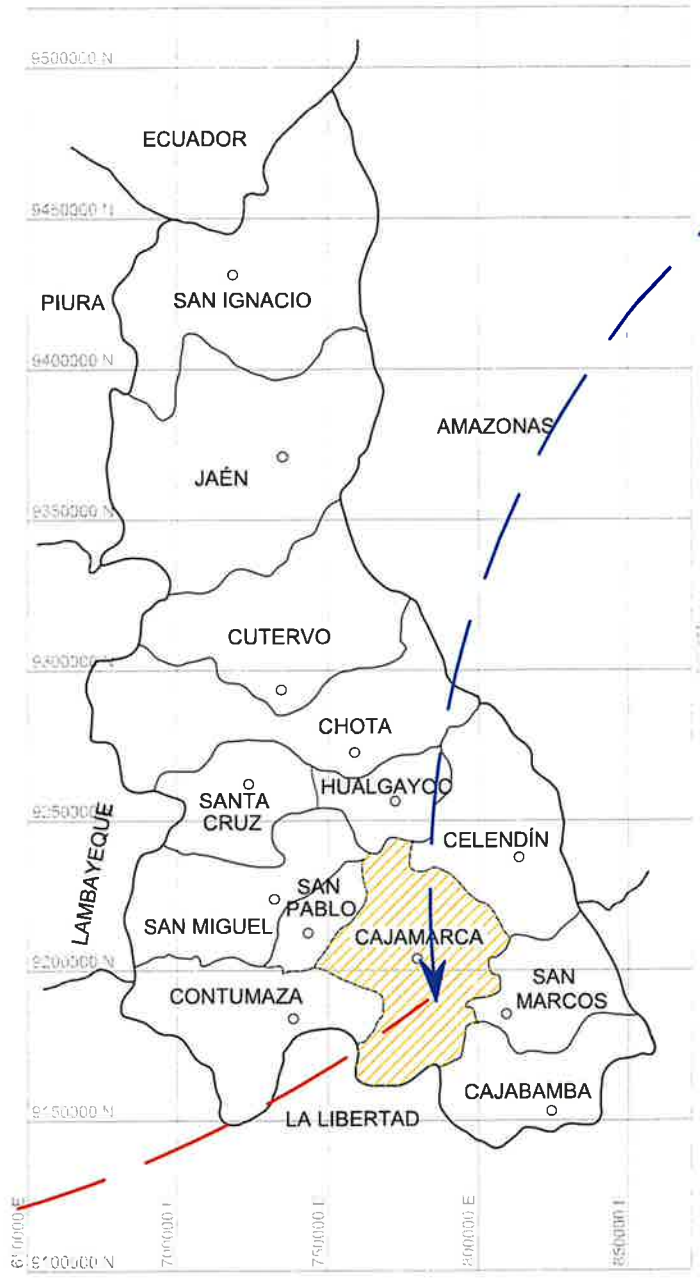 9500000 N
ECUADOR
9450000 N
PIURA
SAN IGNACIO
9400000 N
AMAZONAS
JAÉN
9350000 N
CUTERVO
9300000 N
CHOTA
HUALGAYOC
SANTA
CRUZ
9250000 N
LAMBAYEQUE
CELENDÍN
SAN
PABLO
SAN MIGUEL
CAJAMARCA
9200000 N
SAN
MARCOS
CONTUMAZA
CAJABAMBA
9150000 N
LA LIBERTAD
650000 E
700000 E
750000 E
800000 E
850000 E
9100000 N